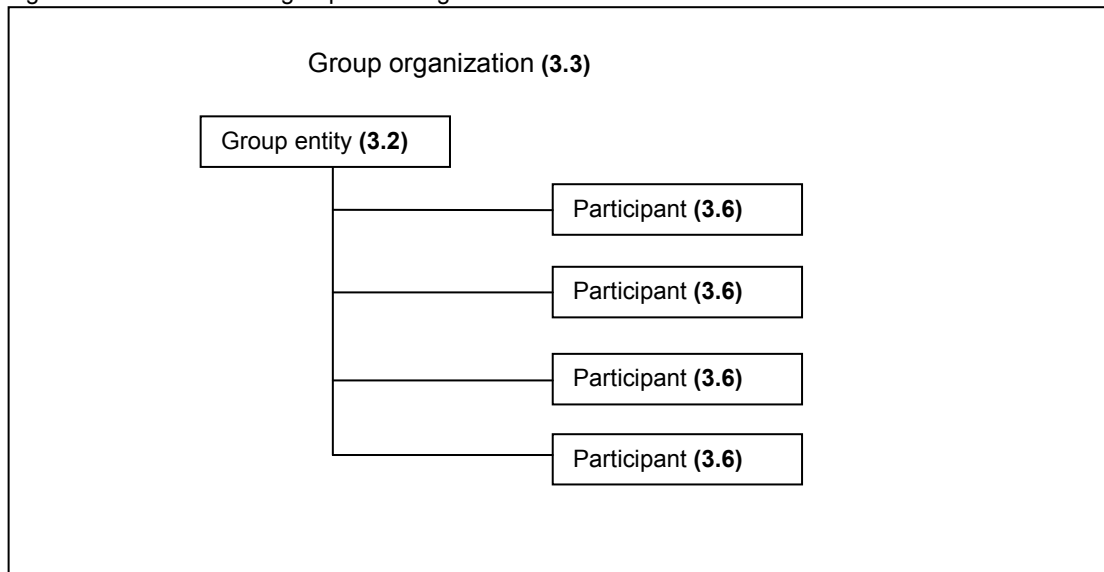 Group organization (3.3)
Group entity (3.2)
Participant (3.6)
Participant (3.6)
Participant (3.6)
Participant (3.6)